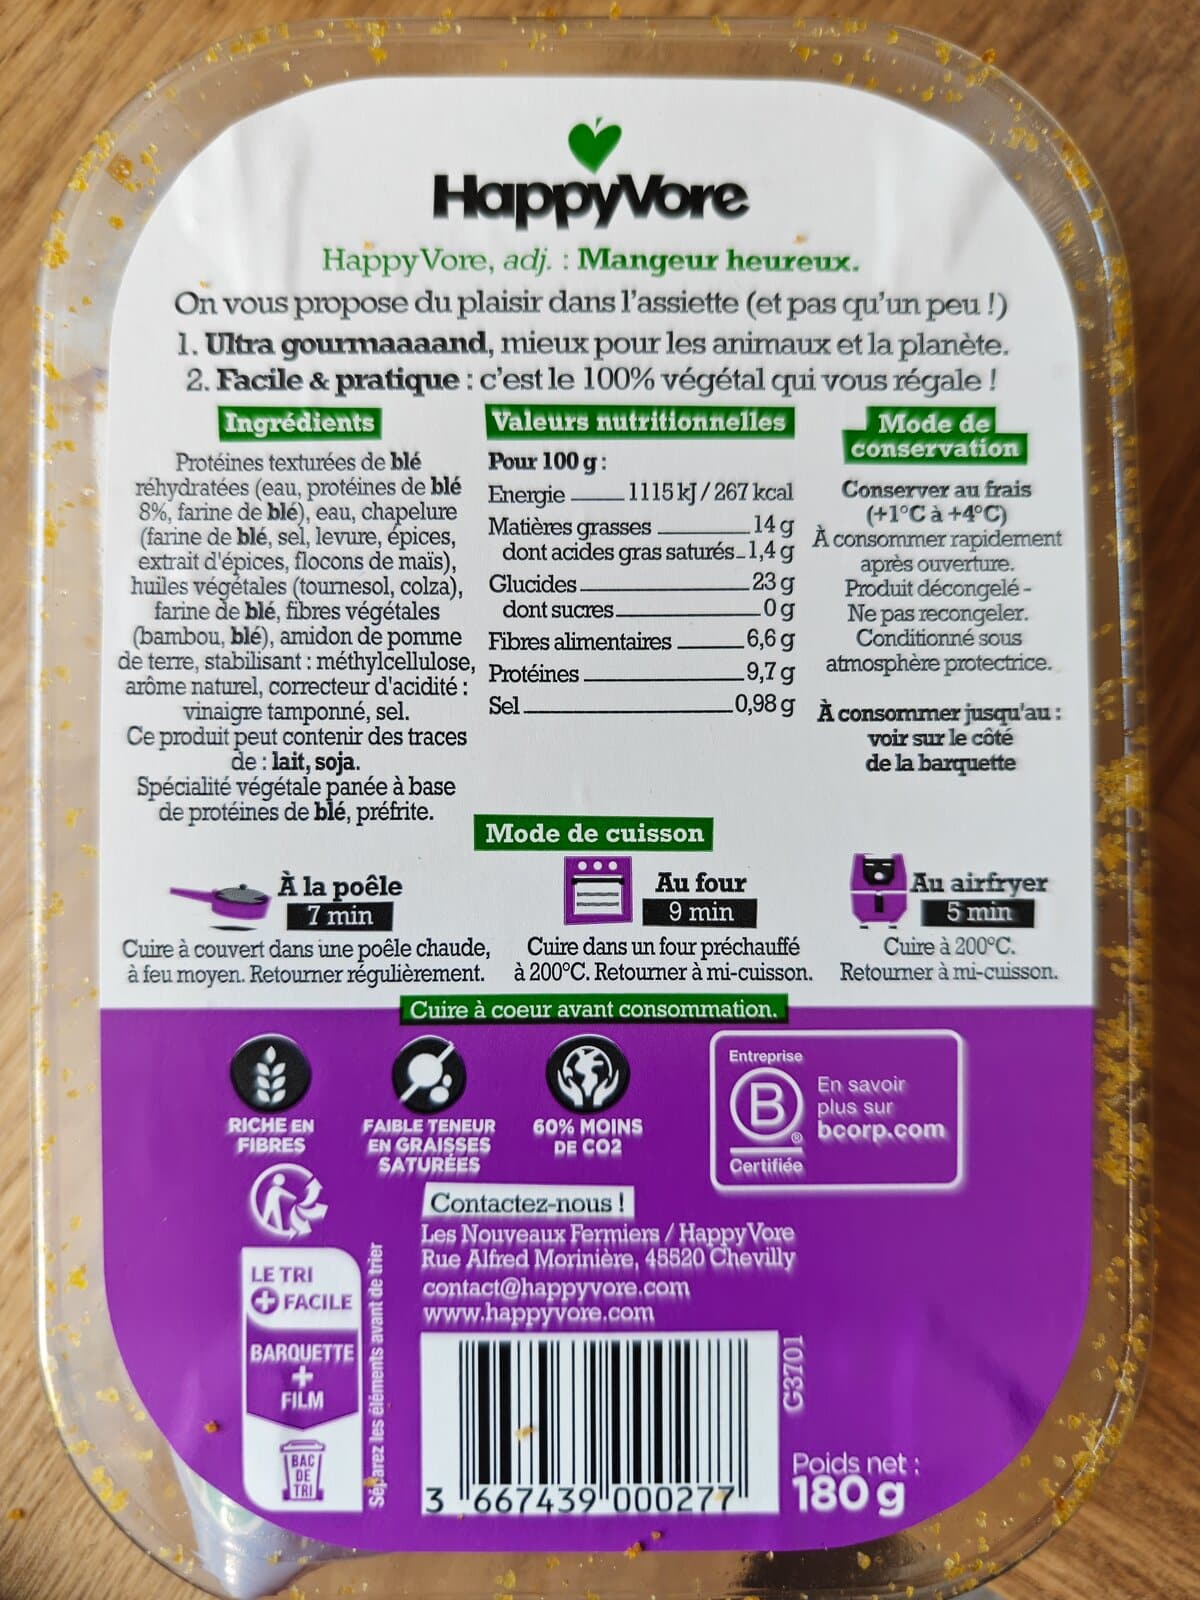 HappyVore
HappyVore, adj. : Mangeur heureux.
On vous propose du plaisir dans l'assiette (et pas qu'un peu !)
1. Ultra gourmaaaand, mieux pour les animaux et la planète.
2. Facile & pratique : c'est le 100% végétal qui vous régale !
Ingrédients
Protéines texturées de blé
réhydratées (eau, protéines de blé
8%, farine de blé), eau, chapelure
(farine de blé, sel, levure, épices,
extrait d'épices, flocons de maïs),
huiles végétales (tournesol, colza),
farine de blé, fibres végétales
(bambou, blé), amidon de pomme
de terre, stabilisant : méthylcellulose,
arôme naturel, correcteur d'acidité :
vinaigre tamponné, sel.
Ce produit peut contenir des traces
de : lait, soja.
Spécialité végétale panée à base
de protéines de blé, préfrite.
Valeurs nutritionnelles
Pour 100 g :
Energie 1115 kJ / 267 kcal
Matières grasses 14 g
dont acides gras saturés 1,4 g
Glucides 23 g
dont sucres 0 g
Fibres alimentaires 6,6 g
Protéines 9,7 g
Sel 0,98 g
Mode de
conservation
Conserver au frais
(+1°C à +4°C)
À consommer rapidement
après ouverture.
Produit décongelé -
Ne pas recongeler.
Conditionné sous
atmosphère protectrice.
À consommer jusqu'au :
voir sur le côté
de la barquette
Mode de cuisson
À la poêle
7 min
Cuire à couvert dans une poêle chaude,
à feu moyen. Retourner régulièrement.
Au four
9 min
Cuire dans un four préchauffé
à 200°C. Retourner à mi-cuisson.
Au airfryer
5 min
Cuire à 200°C.
Retourner à mi-cuisson.
Cuire à coeur avant consommation.
RICHE EN
FIBRES
FAIBLE TENEUR
EN GRAISSES
SATURÉES
60% MOINS
DE CO2
Entreprise
B
®
Certifiée
En savoir
plus sur
bcorp.com
Contactez-nous !
Les Nouveaux Fermiers / HappyVore
Rue Alfred Morinière, 45520 Chevilly
contact@happyvore.com
www.happyvore.com
LE TRI
+ FACILE
BARQUETTE
+
FILM
BAC
DE
TRI
Séparez les éléments avant de trier
3 667439 000277
G3701
Poids net :
180 g